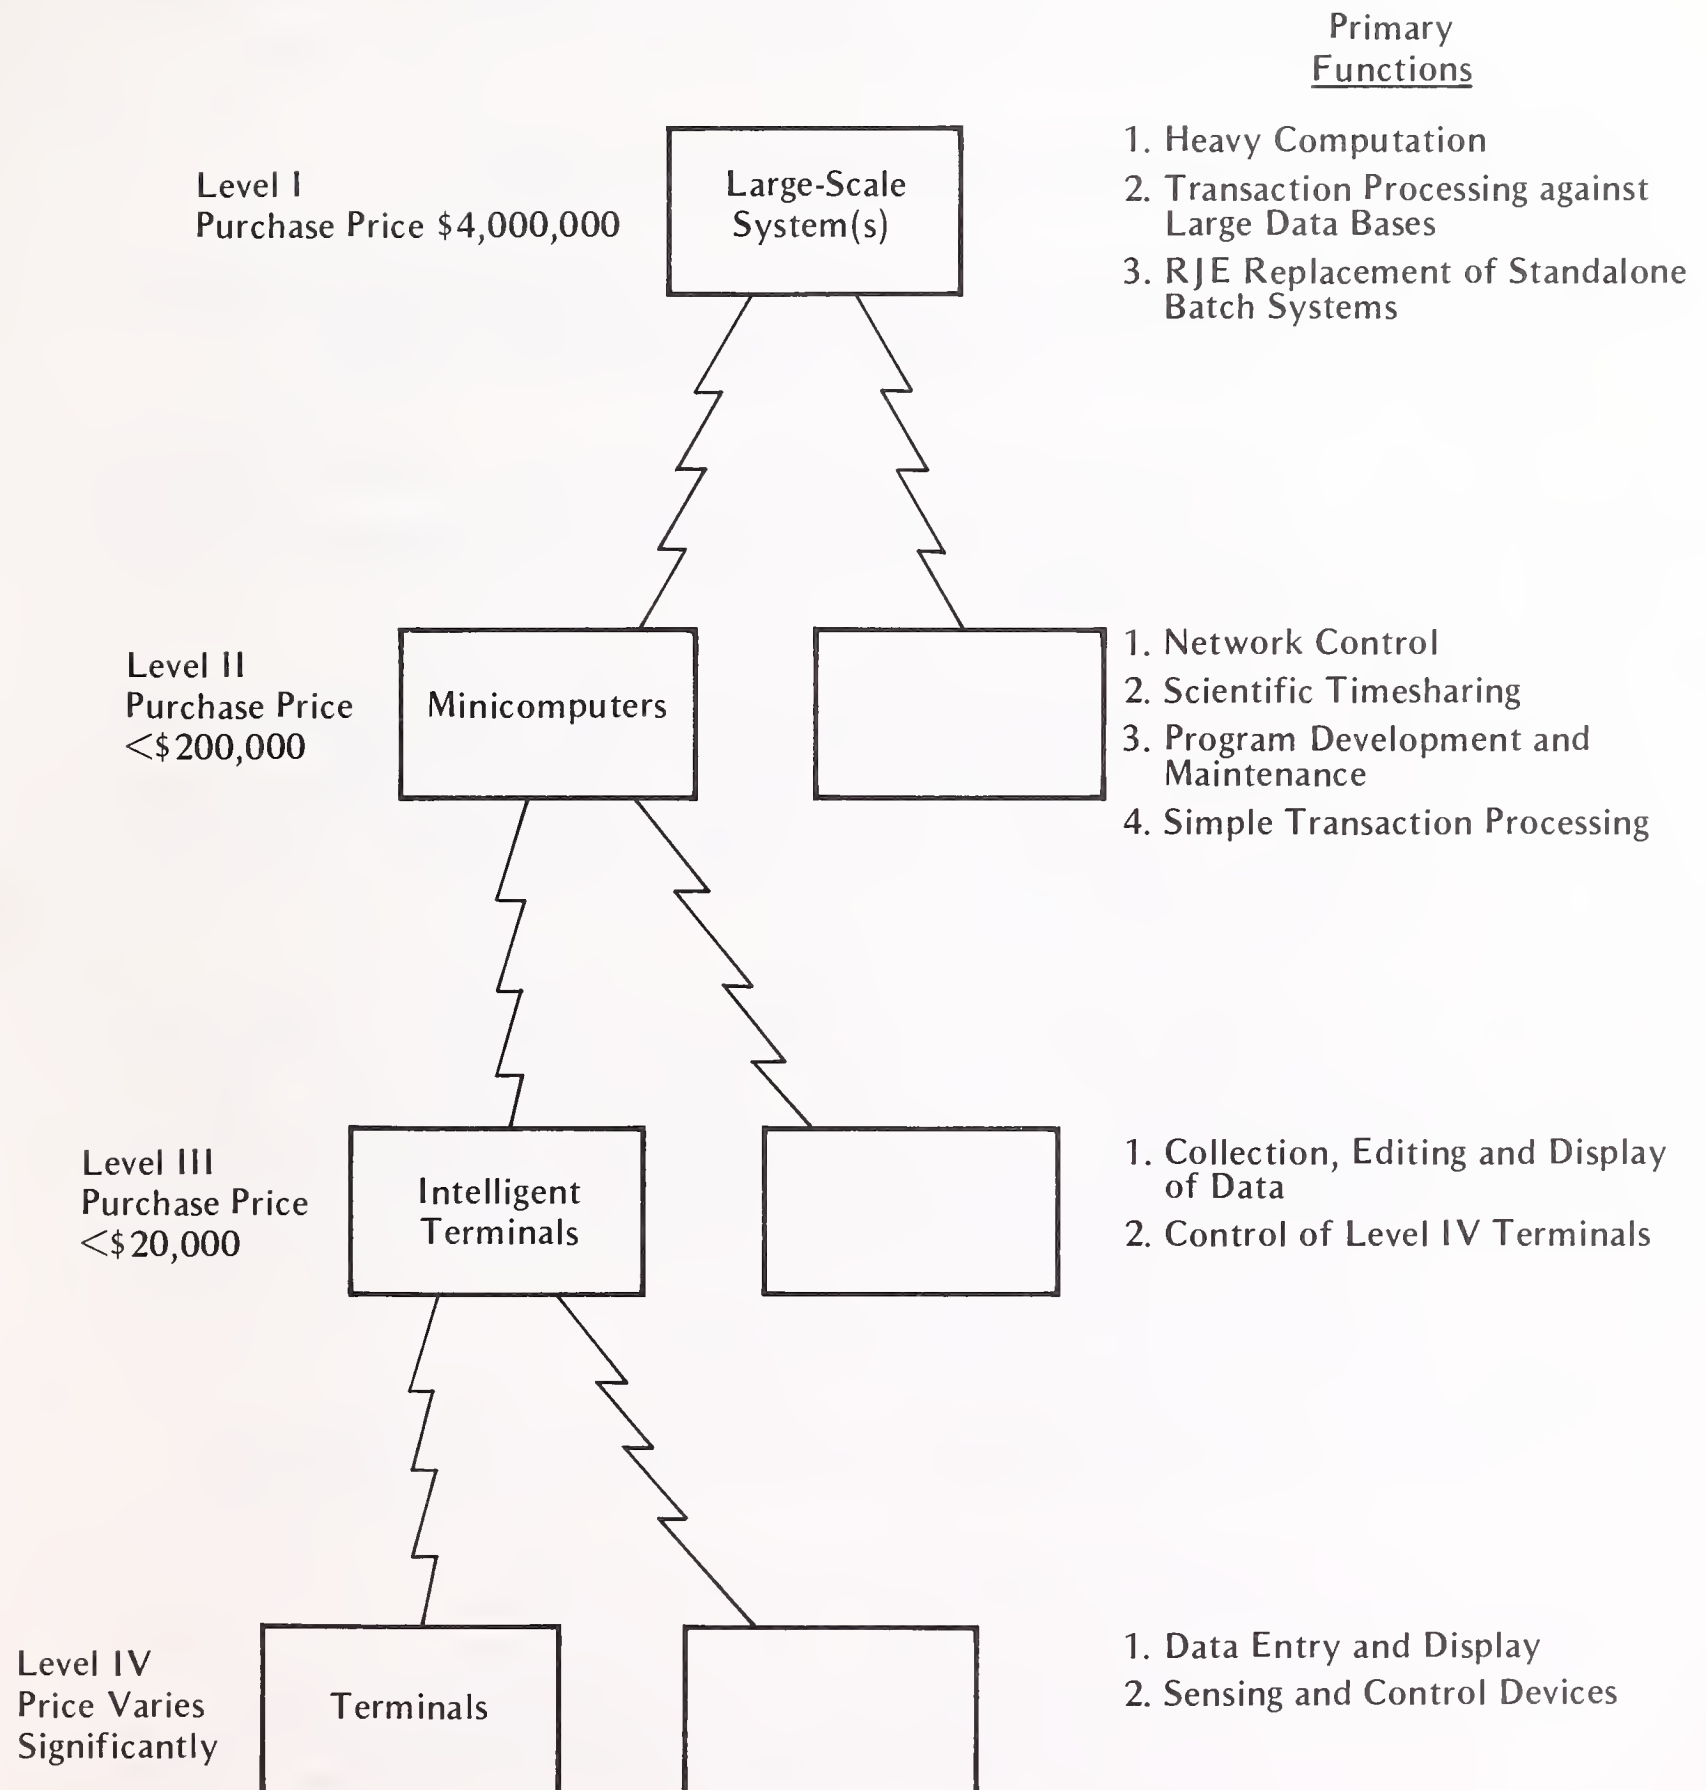 Primary
Functions
Level I
Purchase Price $4,000,000
Large-Scale
System(s)
1. Heavy Computation
2. Transaction Processing against
Large Data Bases
3. RJE Replacement of Standalone
Batch Systems
Level II
Purchase Price
<$200,000
Minicomputers
1. Network Control
2. Scientific Timesharing
3. Program Development and
Maintenance
4. Simple Transaction Processing
Level III
Purchase Price
<$20,000
Intelligent
Terminals
1. Collection, Editing and Display
of Data
2. Control of Level IV Terminals
Level IV
Price Varies
Significantly
Terminals
1. Data Entry and Display
2. Sensing and Control Devices